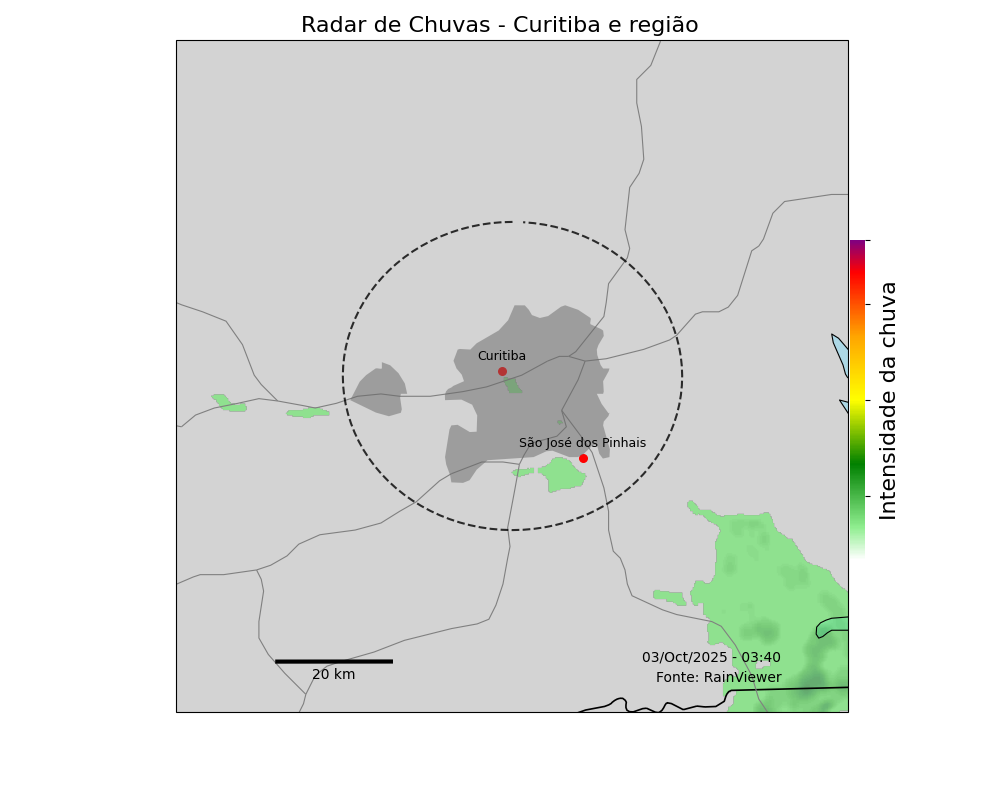 Radar de Chuvas - Curitiba e região
Curitiba
São José dos Pinhais
Intensidade da chuva
03/Oct/2025 - 03:40
20 km
Fonte: RainViewer